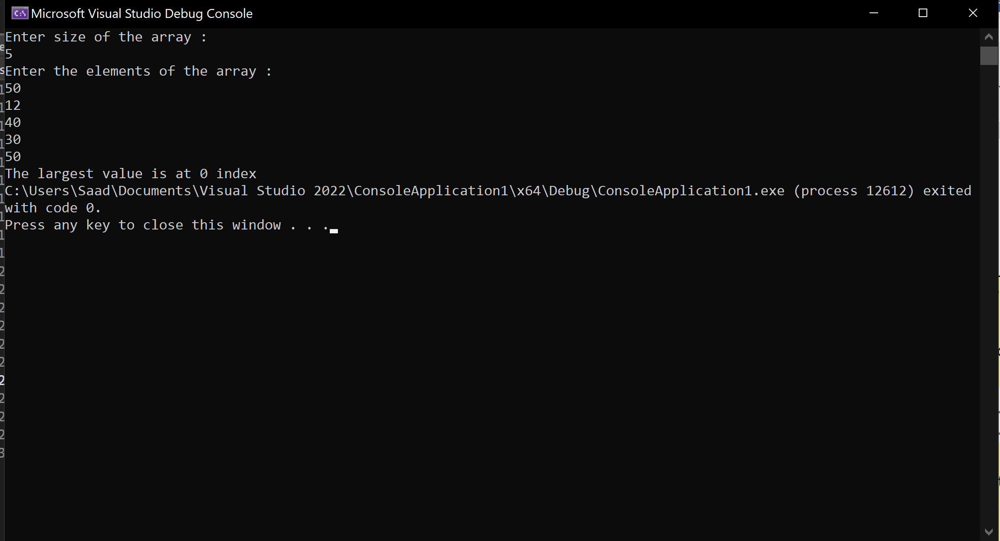 Microsoft Visual Studio Debug Console
Enter size of the array :
5
Enter the elements of the array :
50
12
40
30
50
The largest value is at 0 index
C:\Users\Saad\Documents\Visual Studio 2022\ConsoleApplication1\x64\Debug\ConsoleApplication1.exe (process 12612) exited
with code 0.
Press any key to close this window . . .